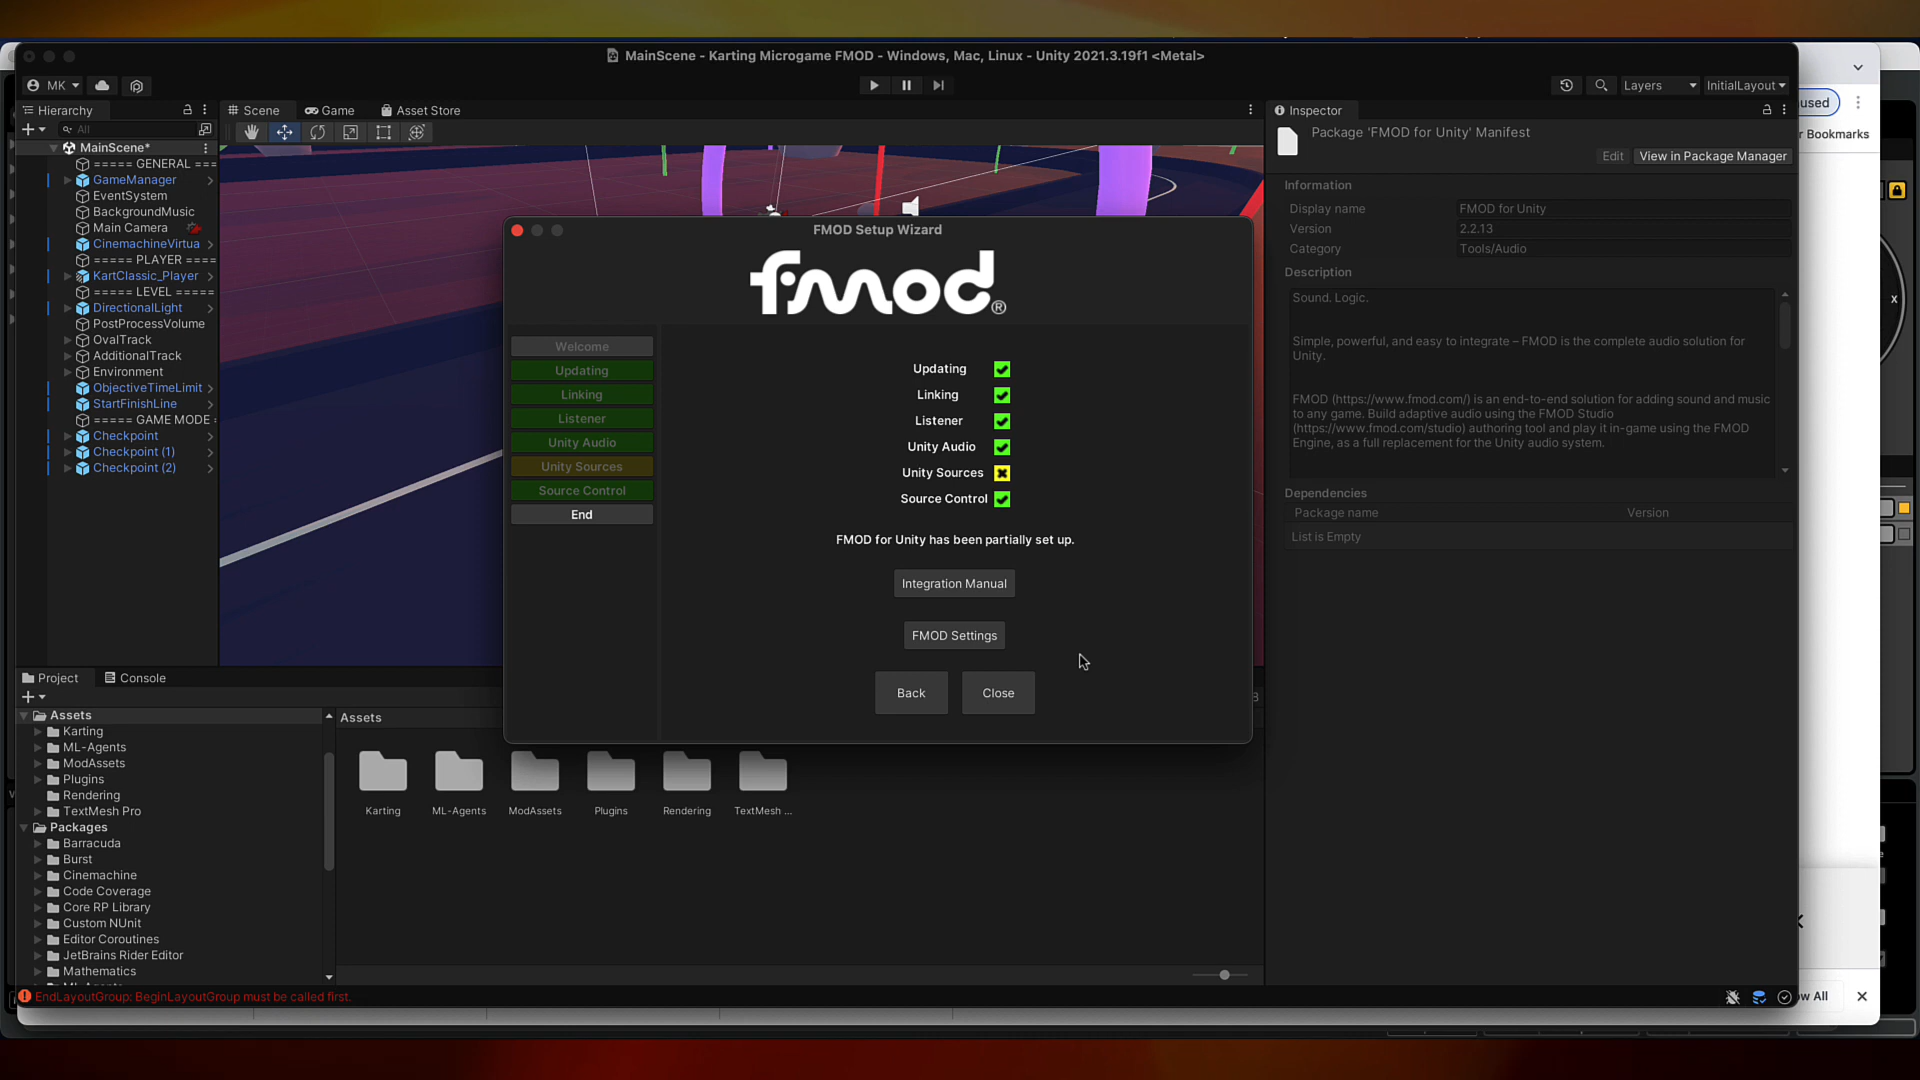 MainScene - Karting Microgame FMOD - Windows, Mac, Linux - Unity 2021.3.19f1 <Metal>
MK
Layers
InitialLayout
used
Hierarchy
Scene
Game
Asset Store
Inspector
All
r Bookmarks
MainScene*
===== GENERAL ====
GameManager
EventSystem
BackgroundMusic
Main Camera
CinemachineVirtua
===== PLAYER ====
KartClassic_Player
===== LEVEL =====
DirectionalLight
PostProcessVolume
OvalTrack
AdditionalTrack
Environment
ObjectiveTimeLimit
StartFinishLine
===== GAME MODE
Checkpoint
Checkpoint (1)
Checkpoint (2)
FMOD Setup Wizard
fmod®
Welcome
Updating
Linking
Listener
Unity Audio
Unity Sources
Source Control
End
Updating
Linking
Listener
Unity Audio
Unity Sources
Source Control
FMOD for Unity has been partially set up.
Integration Manual
FMOD Settings
Back
Close
Package 'FMOD for Unity' Manifest
Edit
View in Package Manager
Information
Display name
FMOD for Unity
Version
2.2.13
Category
Tools/Audio
Description
Sound. Logic.
Simple, powerful, and easy to integrate – FMOD is the complete audio solution for
Unity.
FMOD (https://www.fmod.com/) is an end-to-end solution for adding sound and music
to any game. Build adaptive audio using the FMOD Studio
(https://www.fmod.com/studio) authoring tool and play it in-game using the FMOD
Engine, as a full replacement for the Unity audio system.
Dependencies
Package name
Version
List is Empty
x
Project
Console
Assets
Karting
ML-Agents
ModAssets
Plugins
Rendering
TextMesh Pro
Packages
Barracuda
Burst
Cinemachine
Code Coverage
Core RP Library
Custom NUnit
Editor Coroutines
JetBrains Rider Editor
Mathematics
Assets
Karting
ML-Agents
ModAssets
Plugins
Rendering
TextMesh ...
EndLayoutGroup: BeginLayoutGroup must be called first.
ow All